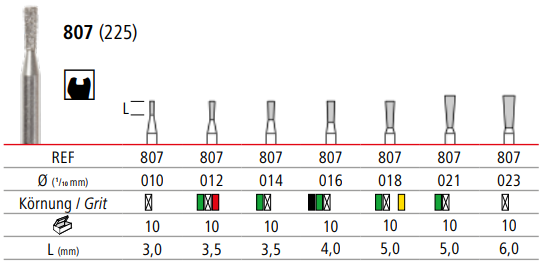 807 (225)
L
REF 807 807 807 807 807 807 807
Ø (¹/₁₀ mm) 010 012 014 016 018 021 023
Körnung / Grit
10 10 10 10 10 10 10
L (mm) 3,0 3,5 3,5 4,0 5,0 5,0 6,0